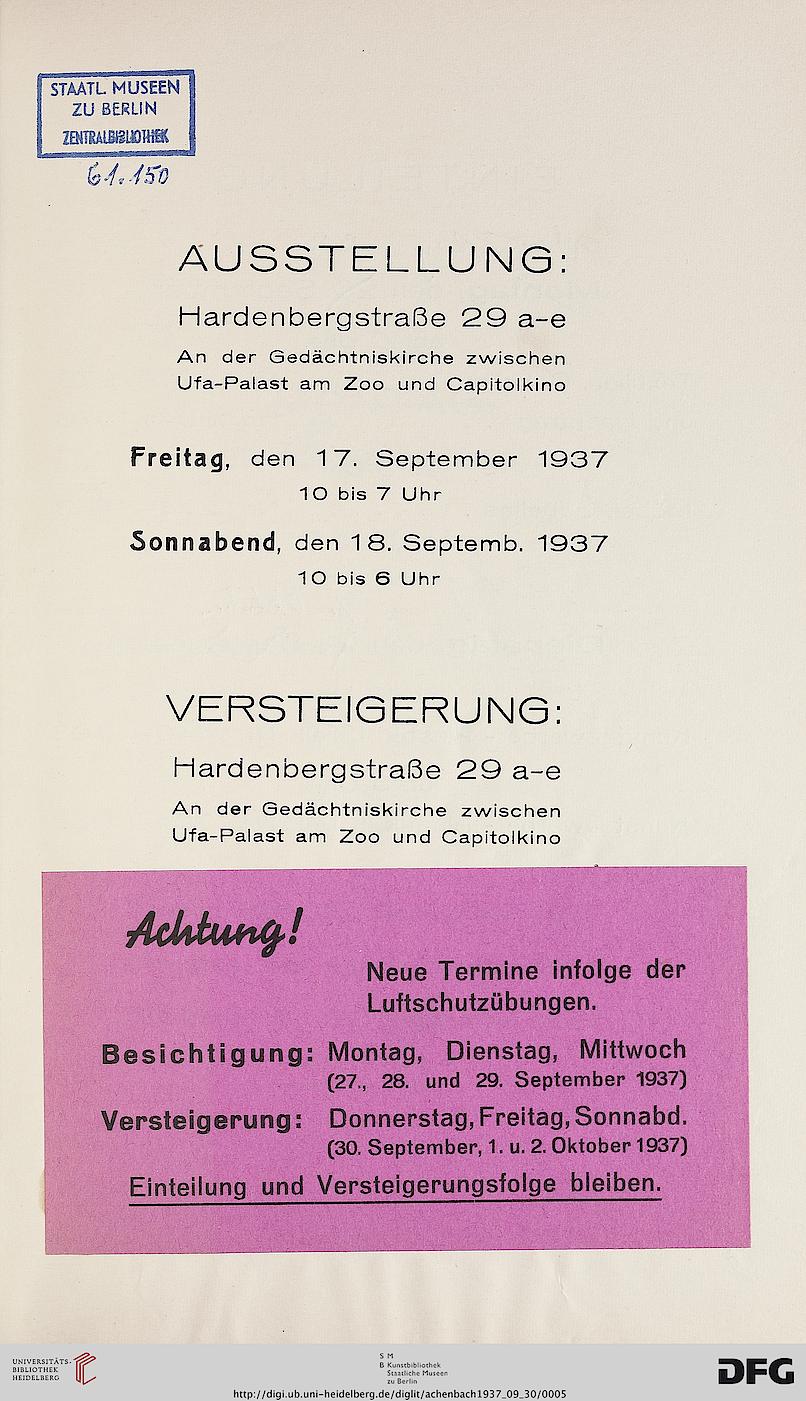 STAATL. MUSEEN
ZU BERLIN
ZENTRALBIBLIOTHEK
61.150
AUSSTELLUNG:
Hardenbergstraße 29 a-e
An der Gedächtniskirche zwischen
Ufa-Palast am Zoo und Capitolkino
Freitag, den 17. September 1937
10 bis 7 Uhr
Sonnabend, den 18. Septemb. 1937
10 bis 6 Uhr
VERSTEIGERUNG:
Hardenbergstraße 29 a-e
An der Gedächtniskirche zwischen
Ufa-Palast am Zoo und Capitolkino
Achtung!
Neue Termine infolge der
Luftschutzübungen.
Besichtigung: Montag, Dienstag, Mittwoch
(27., 28. und 29. September 1937)
Versteigerung: Donnerstag, Freitag, Sonnabd.
(30. September, 1. u. 2. Oktober 1937)
Einteilung und Versteigerungsfolge bleiben.
UNIVERSITÄTS-
BIBLIOTHEK
HEIDELBERG
S M
B Kunstbibliothek
Staatliche Museen
zu Berlin
http://digi.ub.uni-heidelberg.de/diglit/achenbach1937_09_30/0005
DFG